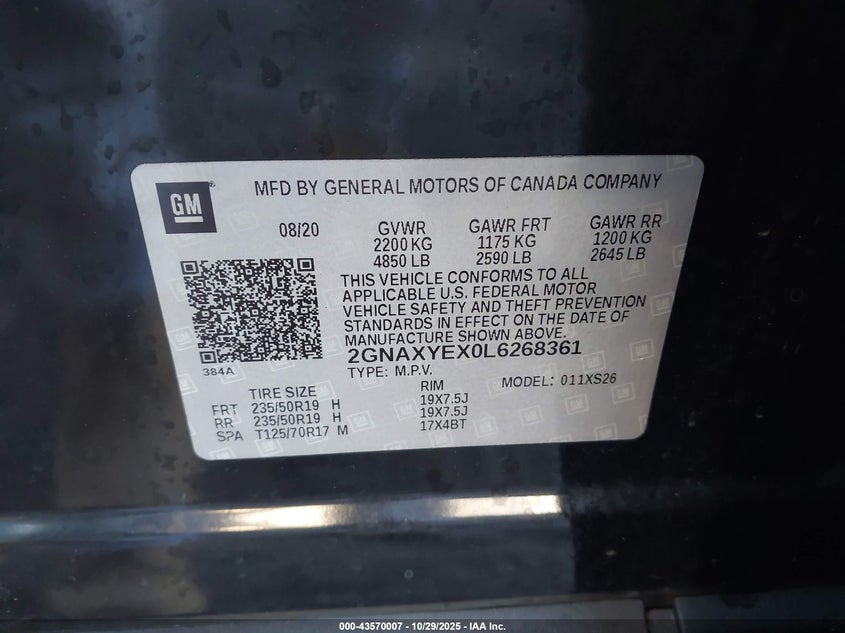 GM
MFD BY GENERAL MOTORS OF CANADA COMPANY
08/20 GVWR GAWR FRT GAWR RR
2200 KG 1175 KG 1200 KG
4850 LB 2590 LB 2645 LB
THIS VEHICLE CONFORMS TO ALL
APPLICABLE U.S. FEDERAL MOTOR
VEHICLE SAFETY AND THEFT PREVENTION
STANDARDS IN EFFECT ON THE DATE OF
MANUFACTURE SHOWN ABOVE.
2GNAXYEX0L6268361
384A
TYPE: M.P.V. MODEL: 011XS26
TIRE SIZE RIM
FRT 235/50R19 H 19X7.5J
RR 235/50R19 H 19X7.5J
SPA T125/70R17 M 17X4BT
000-43570007 - 10/29/2025 - IAA Inc.